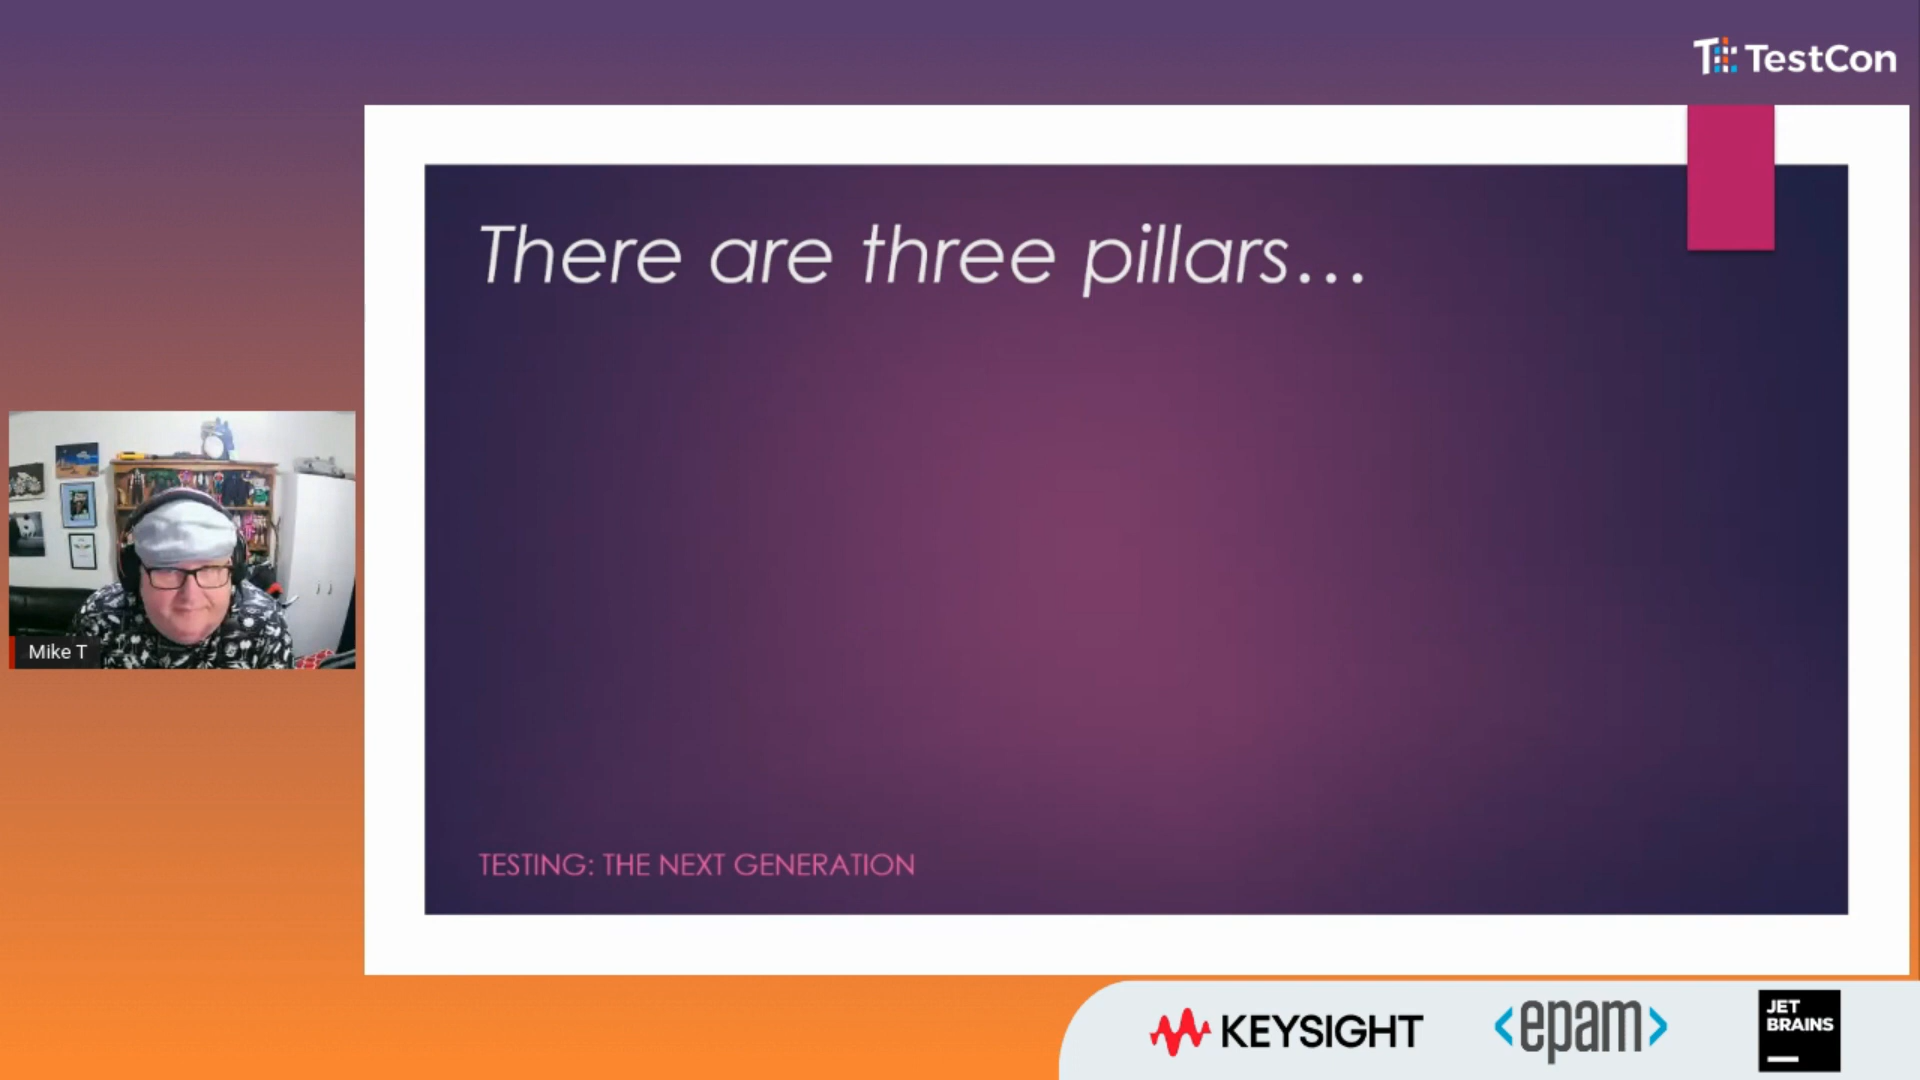 TestCon
There are three pillars...
Mike T
TESTING: THE NEXT GENERATION
KEYSIGHT
<epam>
JET
BRAINS